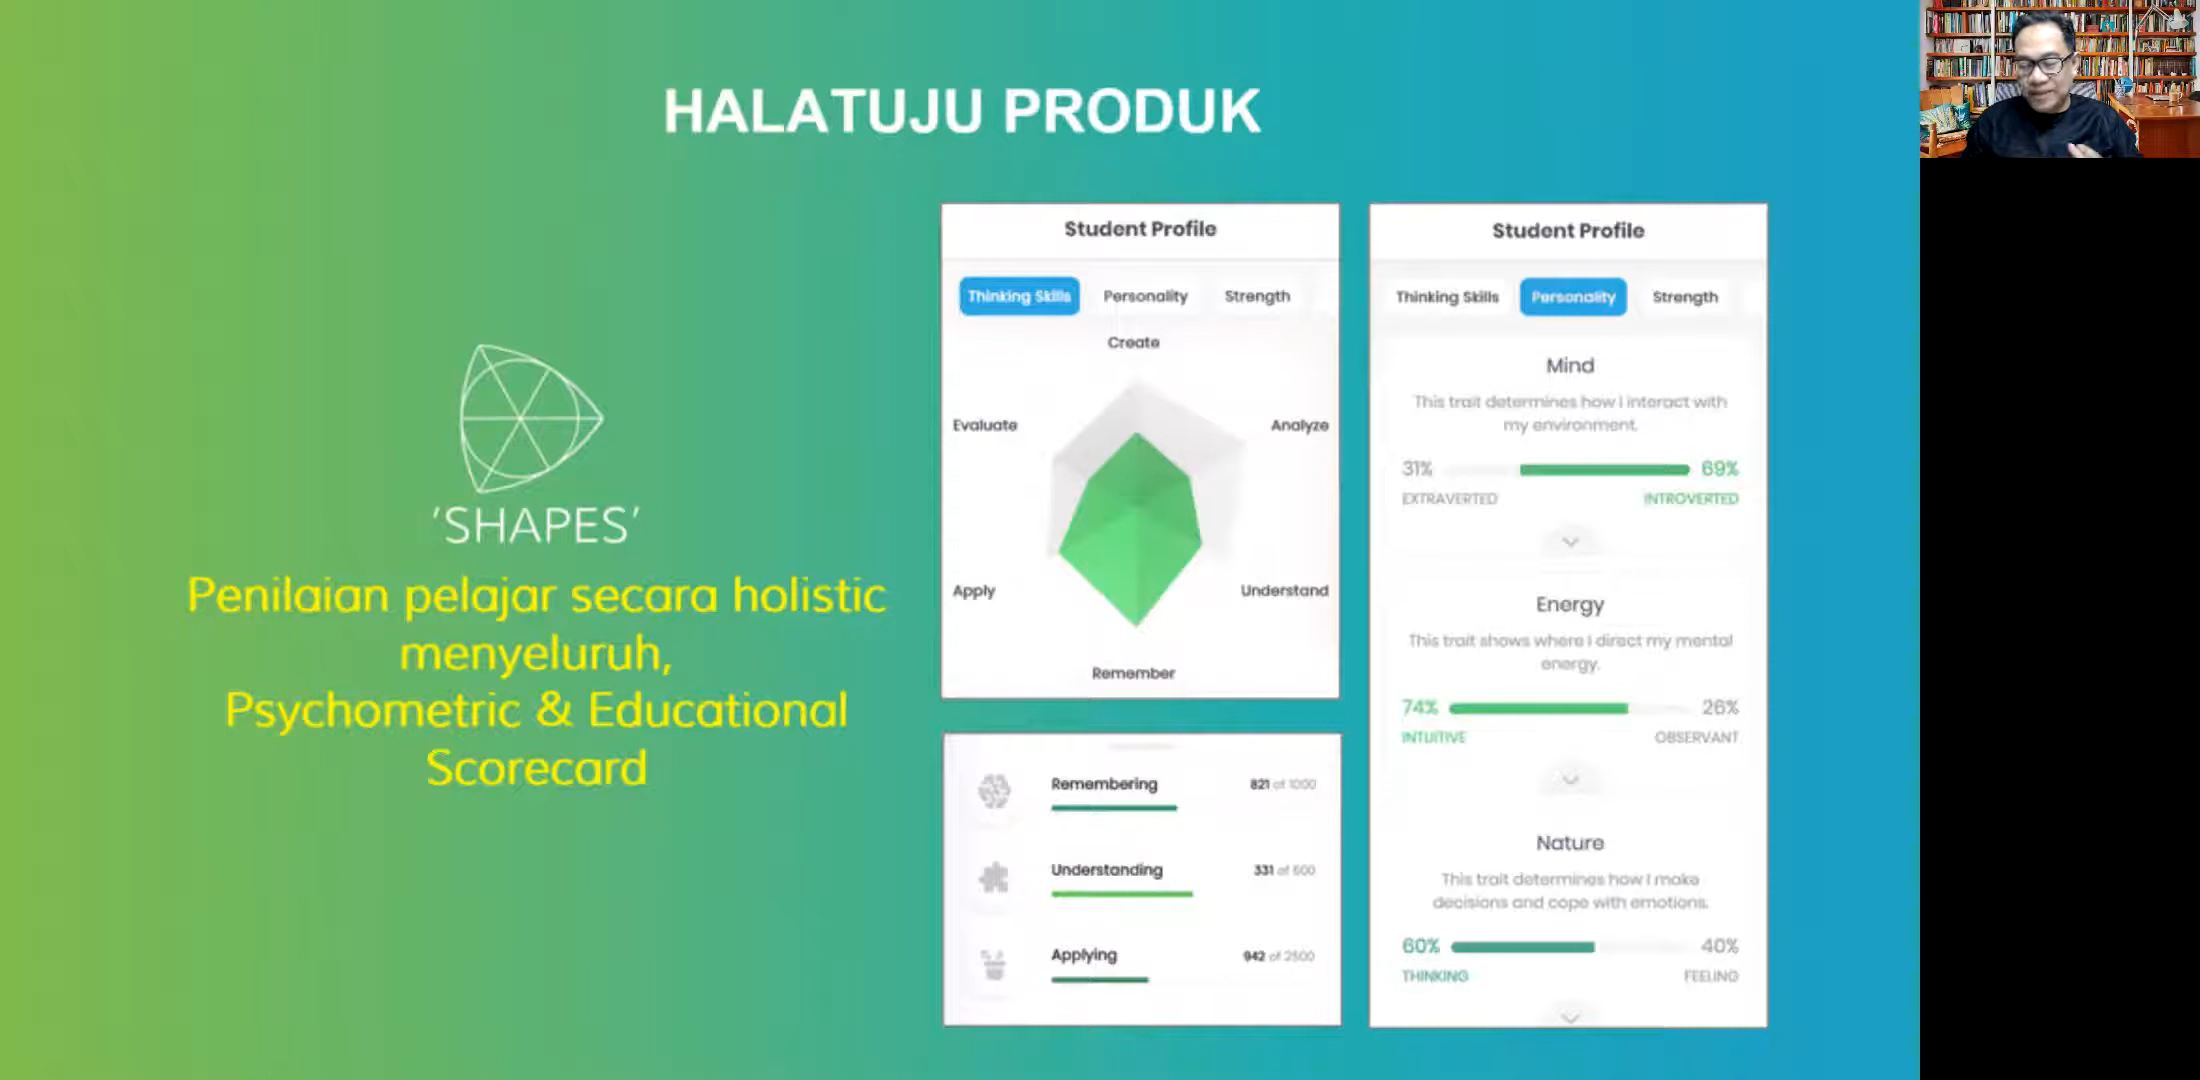 HALATUJU PRODUK
'SHAPES'
Penilaian pelajar secara holistic
menyeluruh,
Psychometric & Educational
Scorecard
Student Profile
Thinking Skills Personality Strength
Create
Evaluate Analyze
Apply Understand
Remember
Remembering 821 of 1000
Understanding 331 of 500
Applying 942 of 2500
Student Profile
Thinking Skills Personality Strength
Mind
This trait determines how I interact with
my environment.
31% 69%
EXTRAVERTED INTROVERTED
Energy
This trait shows where I direct my mental
energy.
74% 26%
INTUITIVE OBSERVANT
Nature
This trait determines how I make
decisions and cope with emotions.
60% 40%
THINKING FEELING